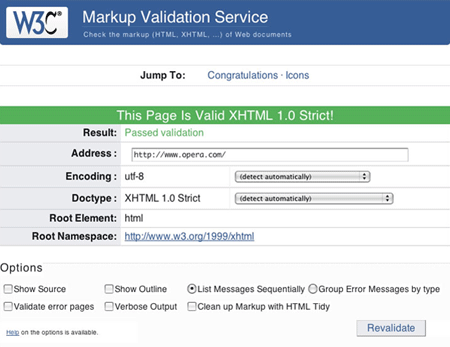 W3C® Markup Validation Service
Check the markup (HTML, XHTML, …) of Web documents
Jump To: Congratulations · Icons
This Page Is Valid XHTML 1.0 Strict!
Result: Passed validation
Address : http://www.opera.com/
Encoding : utf-8 (detect automatically)
Doctype : XHTML 1.0 Strict (detect automatically)
Root Element: html
Root Namespace: http://www.w3.org/1999/xhtml
Options
Show Source Show Outline List Messages Sequentially Group Error Messages by type
Validate error pages Verbose Output Clean up Markup with HTML Tidy
Help on the options is available. Revalidate